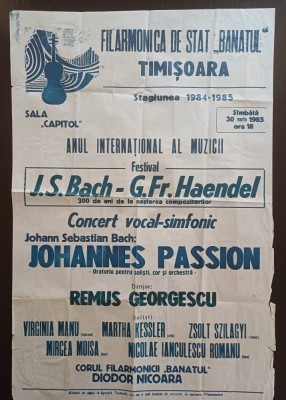 FILARMONICA DE STAT „BANATUL"
TIMIȘOARA
Stagiunea 1984-1985
SALA
„CAPITOL"
Sîmbătă
30 martie 1985
ora 18
ANUL INTERNAȚIONAL AL MUZICII
Festival
J.S.Bach - G.Fr.Haendel
300 de ani de la nașterea compozitorilor
Concert vocal-simfonic
Johann Sebastian Bach:
JOHANNES PASSION
-Oratoriu pentru soliști, cor și orchestră-
Dirijor:
REMUS GEORGESCU
Soliști:
VIRGINIA MANU MARTHA KESSLER ZSOLT SZILAGYI
MIRCEA MOISA NICOLAE IANCULESCU ROMANU
CORUL FILARMONICII „BANATUL"
DIODOR NICOARA